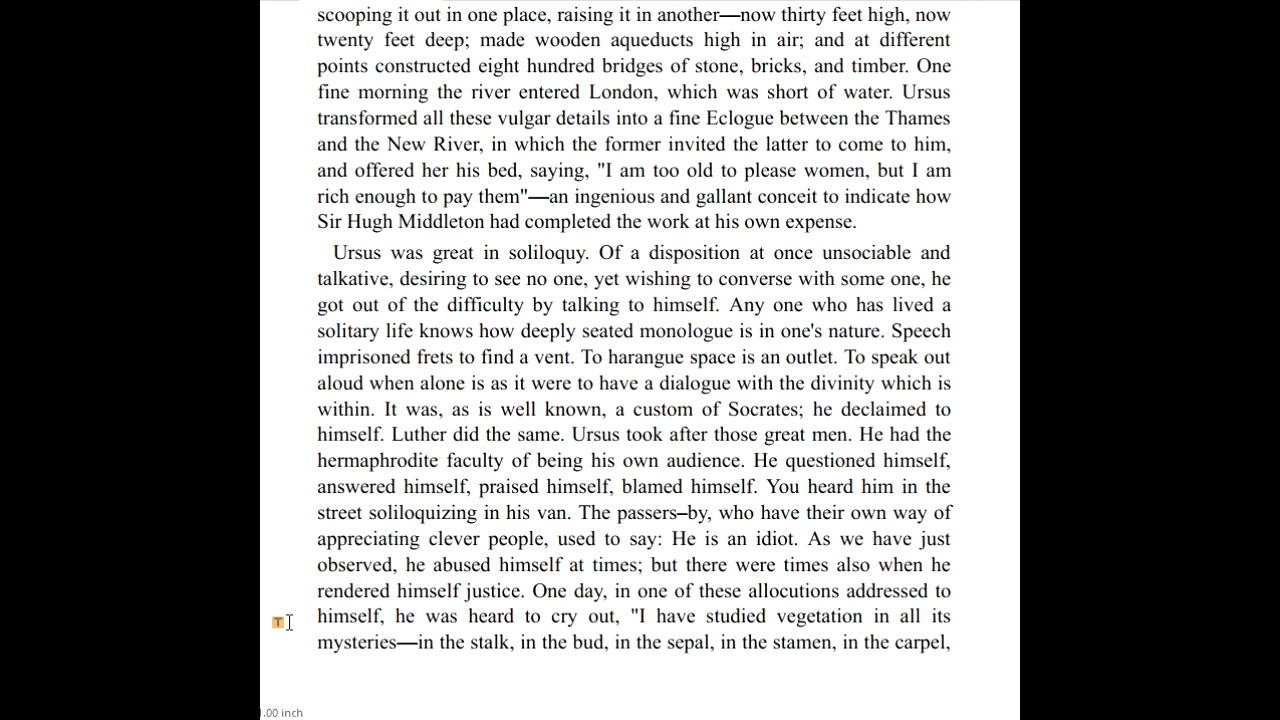 scooping it out in one place, raising it in another—now thirty feet high, now
twenty feet deep; made wooden aqueducts high in air; and at different
points constructed eight hundred bridges of stone, bricks, and timber. One
fine morning the river entered London, which was short of water. Ursus
transformed all these vulgar details into a fine Eclogue between the Thames
and the New River, in which the former invited the latter to come to him,
and offered her his bed, saying, "I am too old to please women, but I am
rich enough to pay them"—an ingenious and gallant conceit to indicate how
Sir Hugh Middleton had completed the work at his own expense.
Ursus was great in soliloquy. Of a disposition at once unsociable and
talkative, desiring to see no one, yet wishing to converse with some one, he
got out of the difficulty by talking to himself. Any one who has lived a
solitary life knows how deeply seated monologue is in one's nature. Speech
imprisoned frets to find a vent. To harangue space is an outlet. To speak out
aloud when alone is as it were to have a dialogue with the divinity which is
within. It was, as is well known, a custom of Socrates; he declaimed to
himself. Luther did the same. Ursus took after those great men. He had the
hermaphrodite faculty of being his own audience. He questioned himself,
answered himself, praised himself, blamed himself. You heard him in the
street soliloquizing in his van. The passers–by, who have their own way of
appreciating clever people, used to say: He is an idiot. As we have just
observed, he abused himself at times; but there were times also when he
rendered himself justice. One day, in one of these allocutions addressed to
himself, he was heard to cry out, "I have studied vegetation in all its
mysteries—in the stalk, in the bud, in the sepal, in the stamen, in the carpel,
T
.00 inch